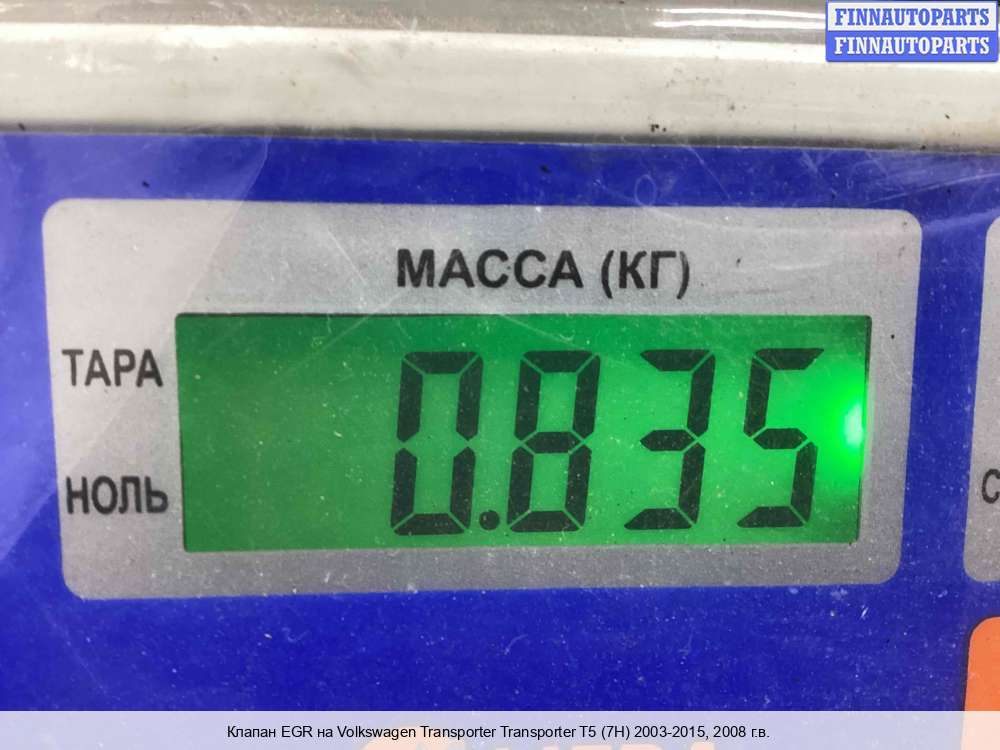 FINNAUTOPARTS
FINNAUTOPARTS
МАССА (КГ)
ТАРА
0.835
НОЛЬ
Клапан EGR на Volkswagen Transporter Transporter T5 (7H) 2003-2015, 2008 г.в.